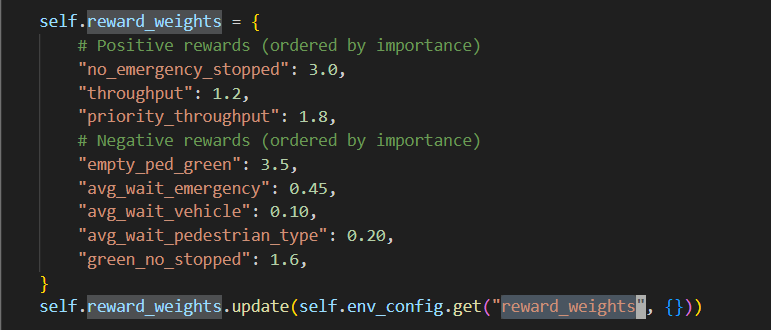 self.reward_weights = {
# Positive rewards (ordered by importance)
"no_emergency_stopped": 3.0,
"throughput": 1.2,
"priority_throughput": 1.8,
# Negative rewards (ordered by importance)
"empty_ped_green": 3.5,
"avg_wait_emergency": 0.45,
"avg_wait_vehicle": 0.10,
"avg_wait_pedestrian_type": 0.20,
"green_no_stopped": 1.6,
}
self.reward_weights.update(self.env_config.get("reward_weights", {}))